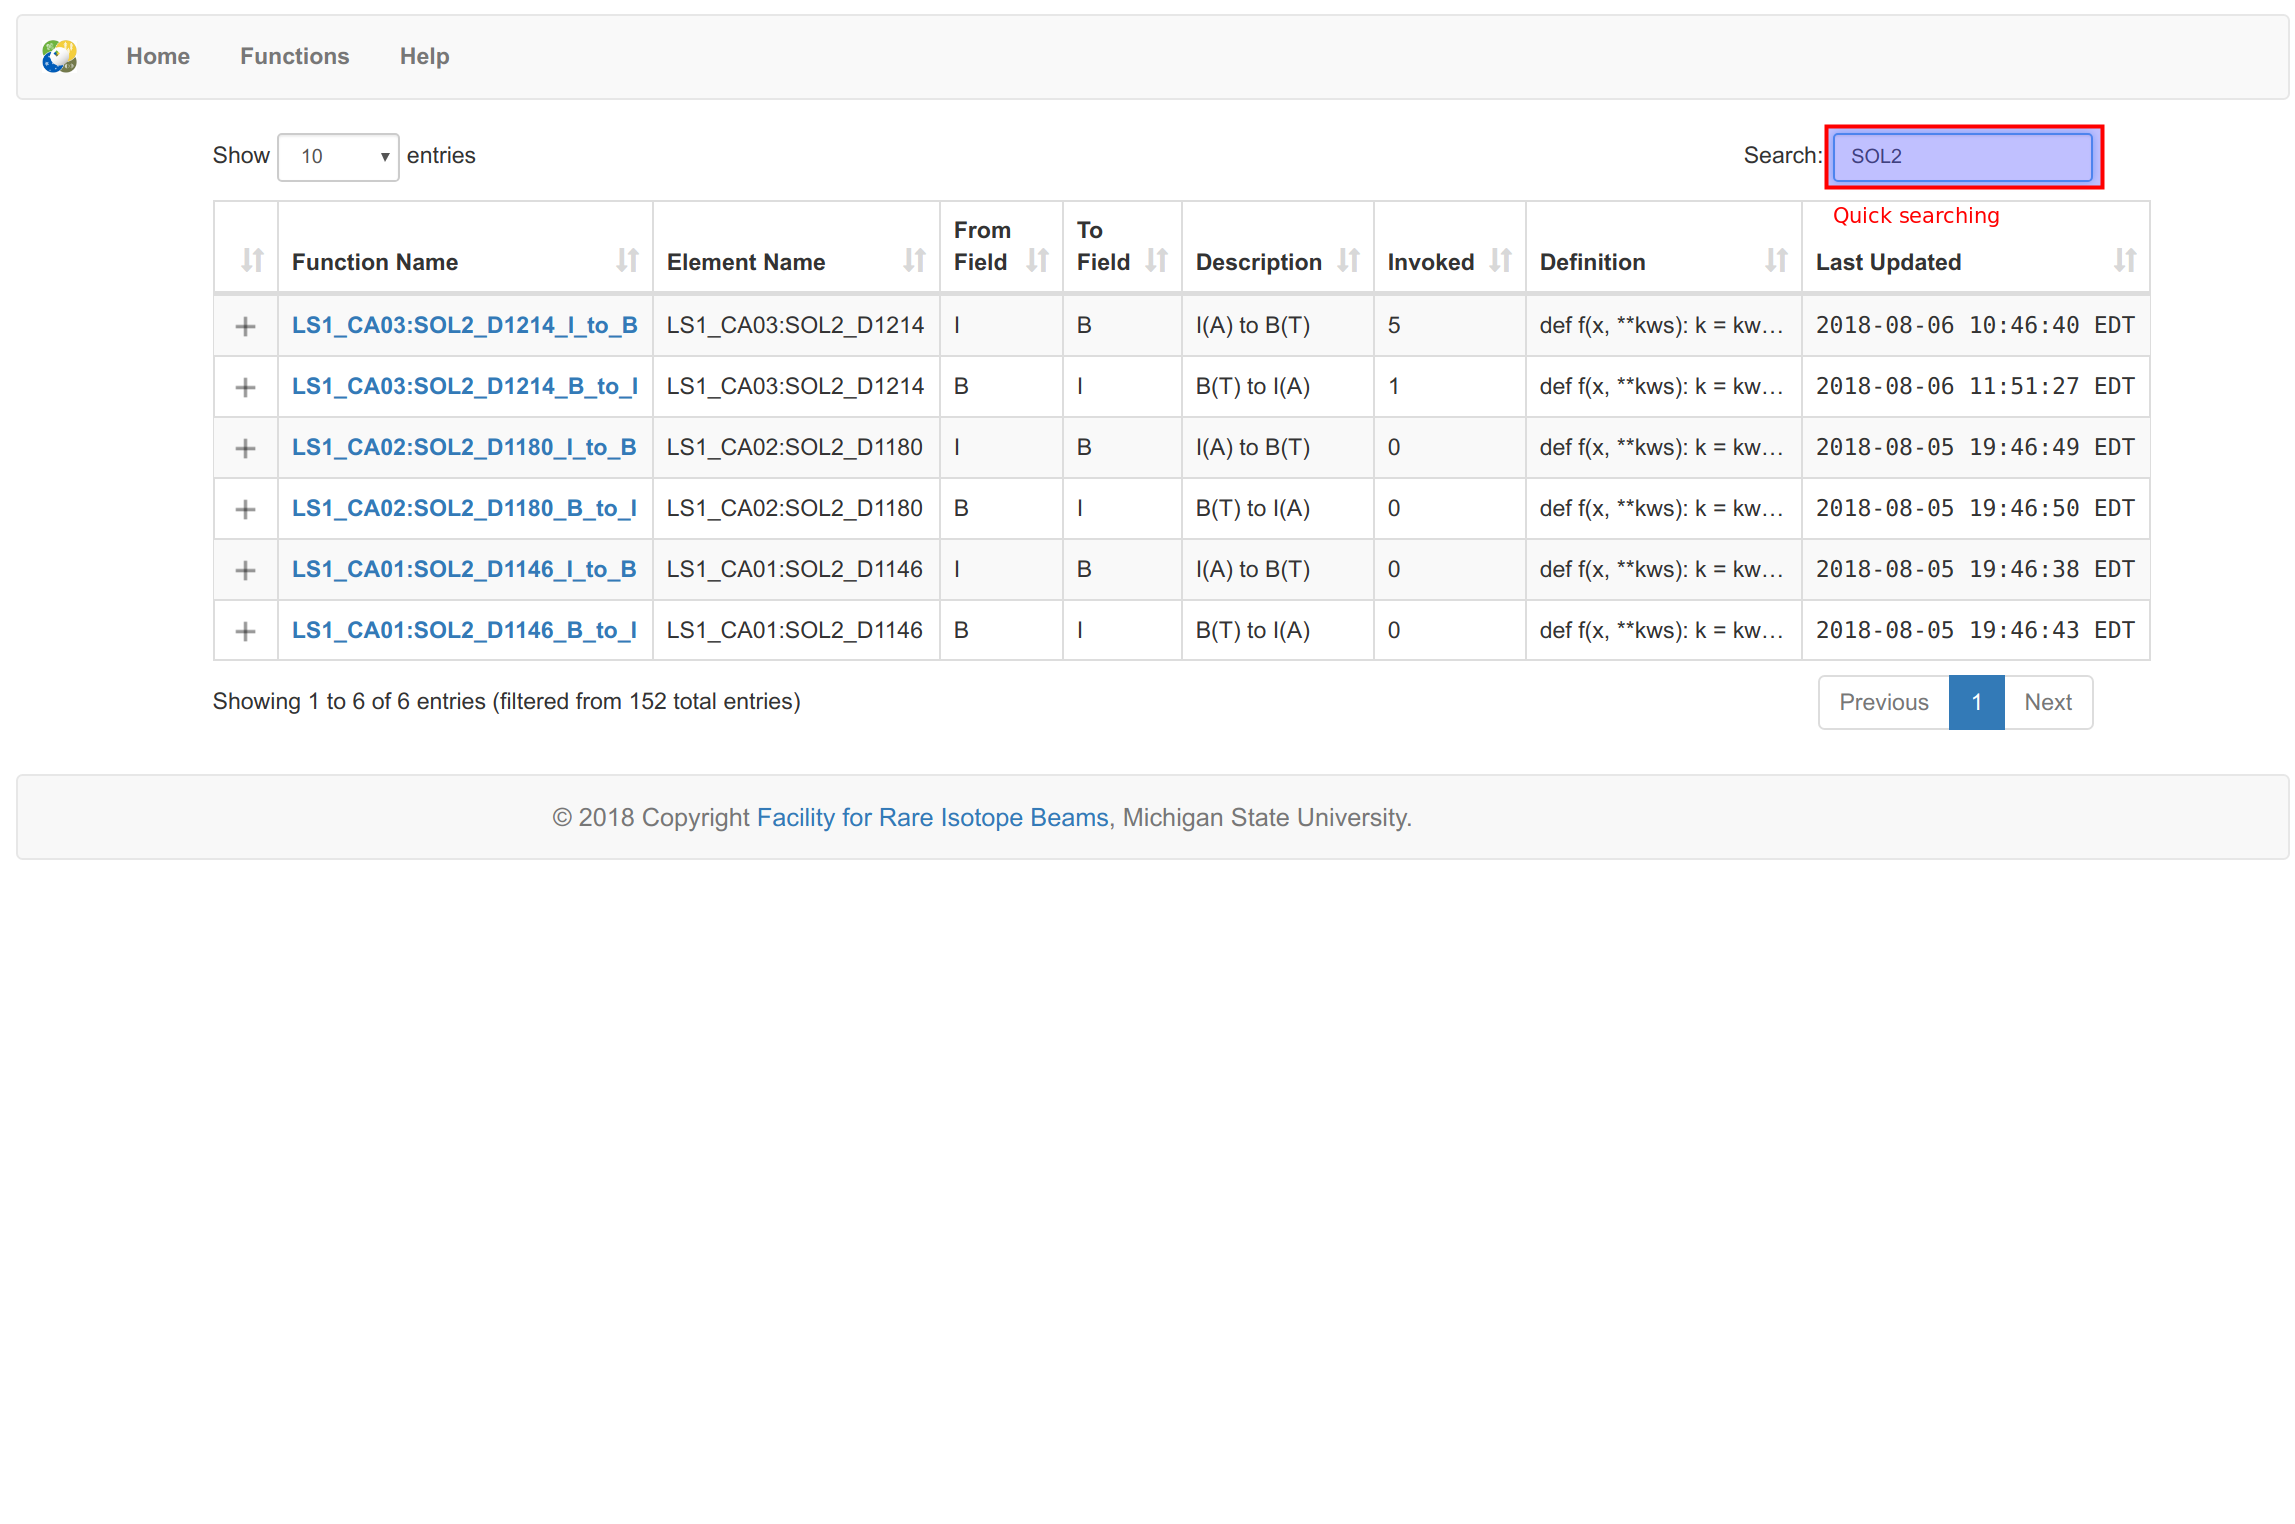 Home Functions Help
Show 10 entries Search: SOL2
Quick searching
Function Name Element Name From Field To Field Description Invoked Definition Last Updated
LS1_CA03:SOL2_D1214_I_to_B LS1_CA03:SOL2_D1214 I B I(A) to B(T) 5 def f(x, **kws): k = kw… 2018-08-06 10:46:40 EDT
LS1_CA03:SOL2_D1214_B_to_I LS1_CA03:SOL2_D1214 B I B(T) to I(A) 1 def f(x, **kws): k = kw… 2018-08-06 11:51:27 EDT
LS1_CA02:SOL2_D1180_I_to_B LS1_CA02:SOL2_D1180 I B I(A) to B(T) 0 def f(x, **kws): k = kw… 2018-08-05 19:46:49 EDT
LS1_CA02:SOL2_D1180_B_to_I LS1_CA02:SOL2_D1180 B I B(T) to I(A) 0 def f(x, **kws): k = kw… 2018-08-05 19:46:50 EDT
LS1_CA01:SOL2_D1146_I_to_B LS1_CA01:SOL2_D1146 I B I(A) to B(T) 0 def f(x, **kws): k = kw… 2018-08-05 19:46:38 EDT
LS1_CA01:SOL2_D1146_B_to_I LS1_CA01:SOL2_D1146 B I B(T) to I(A) 0 def f(x, **kws): k = kw… 2018-08-05 19:46:43 EDT
Showing 1 to 6 of 6 entries (filtered from 152 total entries) Previous 1 Next
© 2018 Copyright Facility for Rare Isotope Beams, Michigan State University.